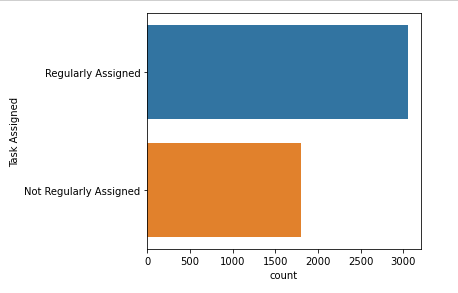 Regularly Assigned
Task Assigned
Not Regularly Assigned
0 500 1000 1500 2000 2500 3000
count